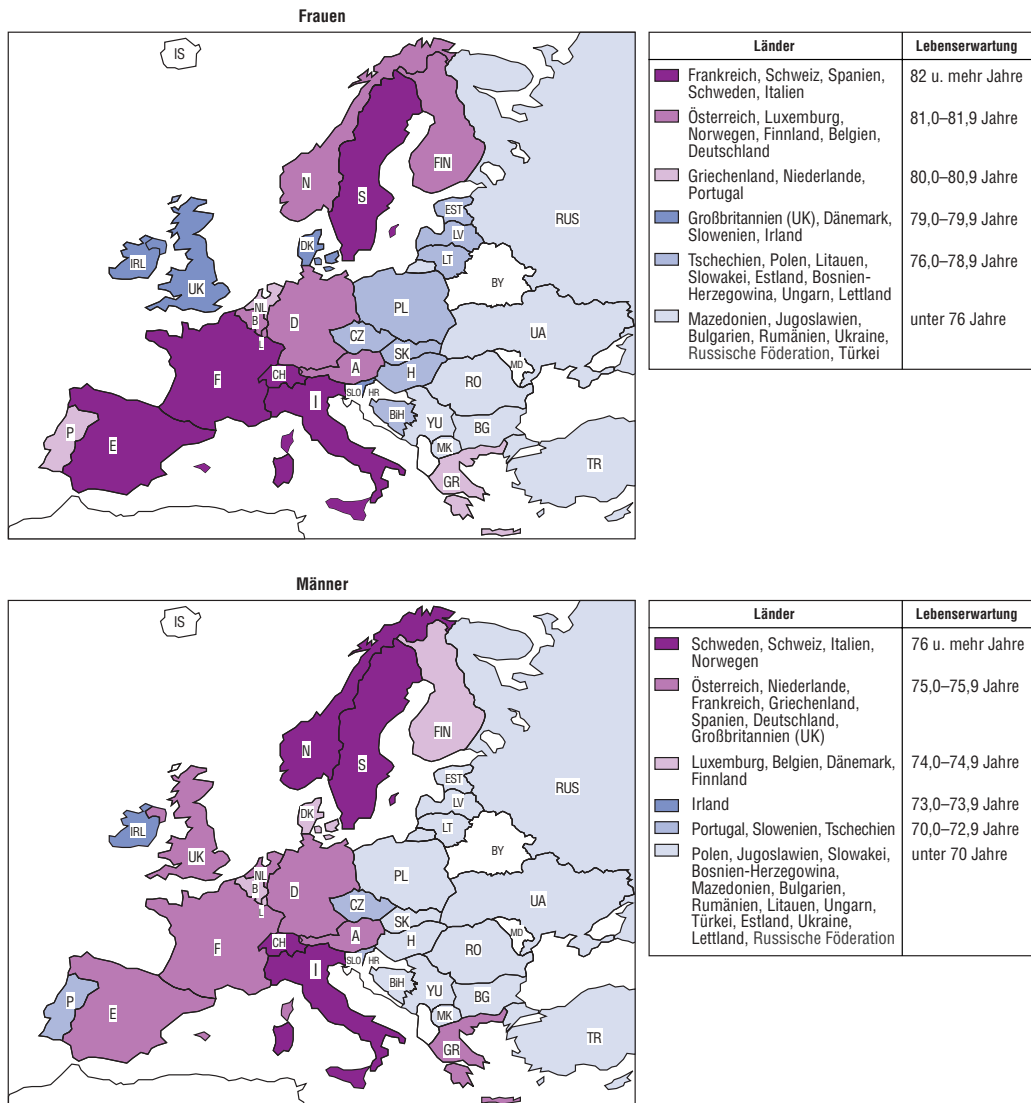 Frauen
IS
N
S
FIN
RUS
EST
LV
LT
DK
IRL
UK
BY
NL
B
L
D
PL
UA
CZ
SK
A
H
MD
F
CH
SLO
HR
RO
I
BiH
YU
BG
P
E
MK
GR
TR
Länder
Lebenserwartung
Frankreich, Schweiz, Spanien,
Schweden, Italien
82 u. mehr Jahre
Österreich, Luxemburg,
Norwegen, Finnland, Belgien,
Deutschland
81,0–81,9 Jahre
Griechenland, Niederlande,
Portugal
80,0–80,9 Jahre
Großbritannien (UK), Dänemark,
Slowenien, Irland
79,0–79,9 Jahre
Tschechien, Polen, Litauen,
Slowakei, Estland, Bosnien-
Herzegowina, Ungarn, Lettland
76,0–78,9 Jahre
Mazedonien, Jugoslawien,
Bulgarien, Rumänien, Ukraine,
Russische Föderation, Türkei
unter 76 Jahre
Männer
IS
N
S
FIN
RUS
EST
LV
LT
DK
IRL
UK
BY
NL
B
L
D
PL
UA
CZ
SK
A
H
MD
F
CH
SLO
HR
RO
I
BiH
YU
BG
P
E
MK
GR
TR
Länder
Lebenserwartung
Schweden, Schweiz, Italien,
Norwegen
76 u. mehr Jahre
Österreich, Niederlande,
Frankreich, Griechenland,
Spanien, Deutschland,
Großbritannien (UK)
75,0–75,9 Jahre
Luxemburg, Belgien, Dänemark,
Finnland
74,0–74,9 Jahre
Irland
73,0–73,9 Jahre
Portugal, Slowenien, Tschechien
70,0–72,9 Jahre
Polen, Jugoslawien, Slowakei,
Bosnien-Herzegowina,
Mazedonien, Bulgarien,
Rumänien, Litauen, Ungarn,
Türkei, Estland, Ukraine,
Lettland, Russische Föderation
unter 70 Jahre